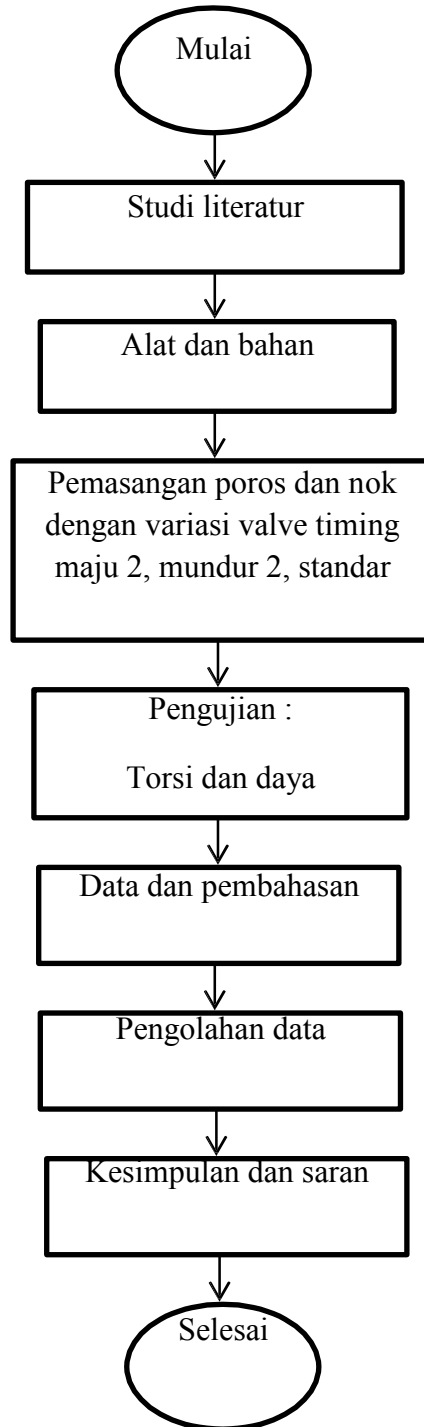 Mulai
Studi literatur
Alat dan bahan
Pemasangan poros dan nok
dengan variasi valve timing
maju 2, mundur 2, standar
Pengujian :
Torsi dan daya
Data dan pembahasan
Pengolahan data
Kesimpulan dan saran
Selesai